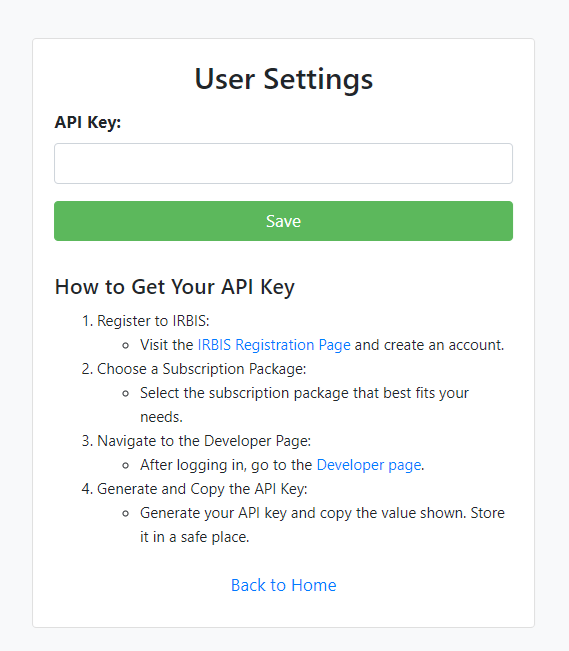 User Settings
API Key:
Save
How to Get Your API Key
1. Register to IRBIS:
◦ Visit the IRBIS Registration Page and create an account.
2. Choose a Subscription Package:
◦ Select the subscription package that best fits your
needs.
3. Navigate to the Developer Page:
◦ After logging in, go to the Developer page.
4. Generate and Copy the API Key:
◦ Generate your API key and copy the value shown. Store
it in a safe place.
Back to Home